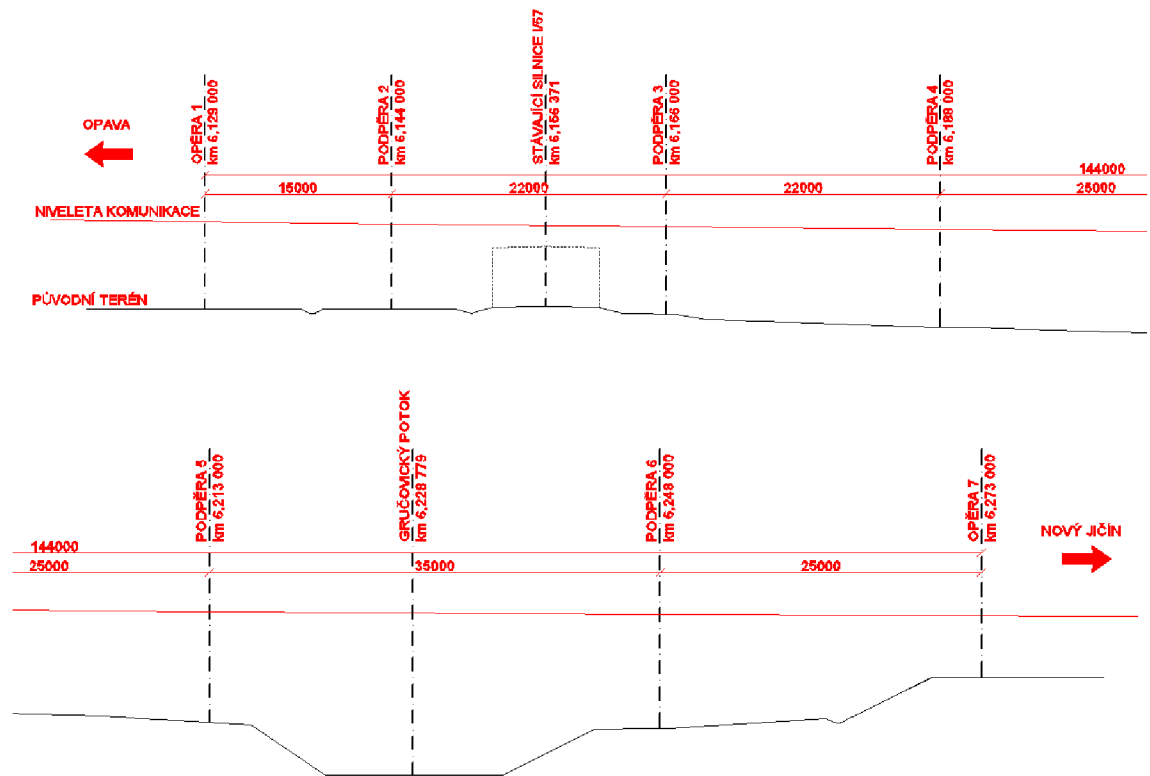 OPAVA
OPĚRA 1
km 6,129 000
PODPĚRA 2
km 6,144 000
STÁVAJÍCÍ SILNICE I/57
km 6,156 371
PODPĚRA 3
km 6,166 000
PODPĚRA 4
km 6,188 000
144000
15000
22000
22000
25000
NIVELETA KOMUNIKACE
PŮVODNÍ TERÉN
PODPĚRA 5
km 6,213 000
GRUČOVICKÝ POTOK
km 6,228 779
PODPĚRA 6
km 6,248 000
OPĚRA 7
km 6,273 000
NOVÝ JIČÍN
144000
25000
35000
25000